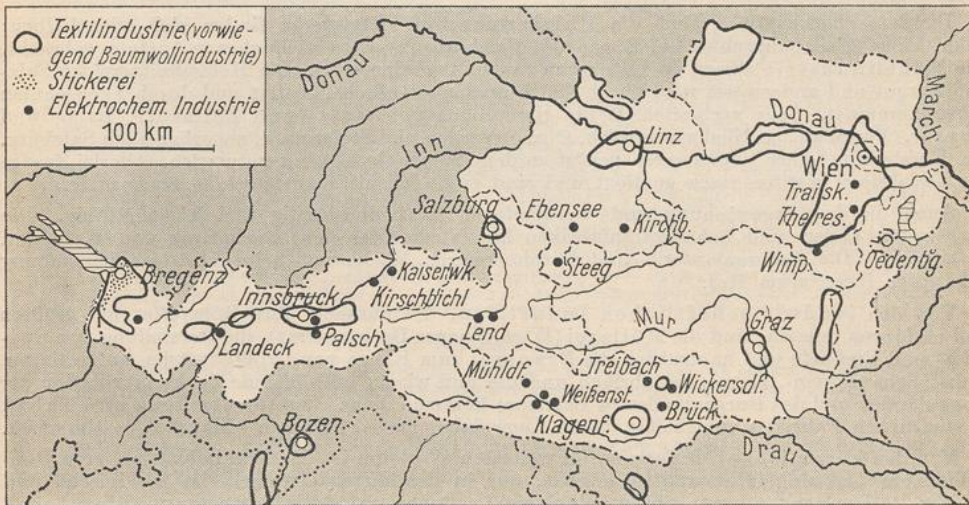 Textilindustrie (vorwie-
gend Baumwollindustrie)
Stickerei
Elektrochem. Industrie
100 km
Donau
Inn
Linz
Donau
March
Wien
Traisk.
Theres.
Wimp.
Oedenbg.
Salzburg
Ebensee
Kirchb.
Steeg
Bregenz
Innsbruck
Kaiserwk.
Kirschbichl
Landeck
Palsch
Lend
Mur
Graz
Mühldf.
Treibach
Weißenst.
Wickersdf.
Klagenf.
Brück.
Bozen
Drau